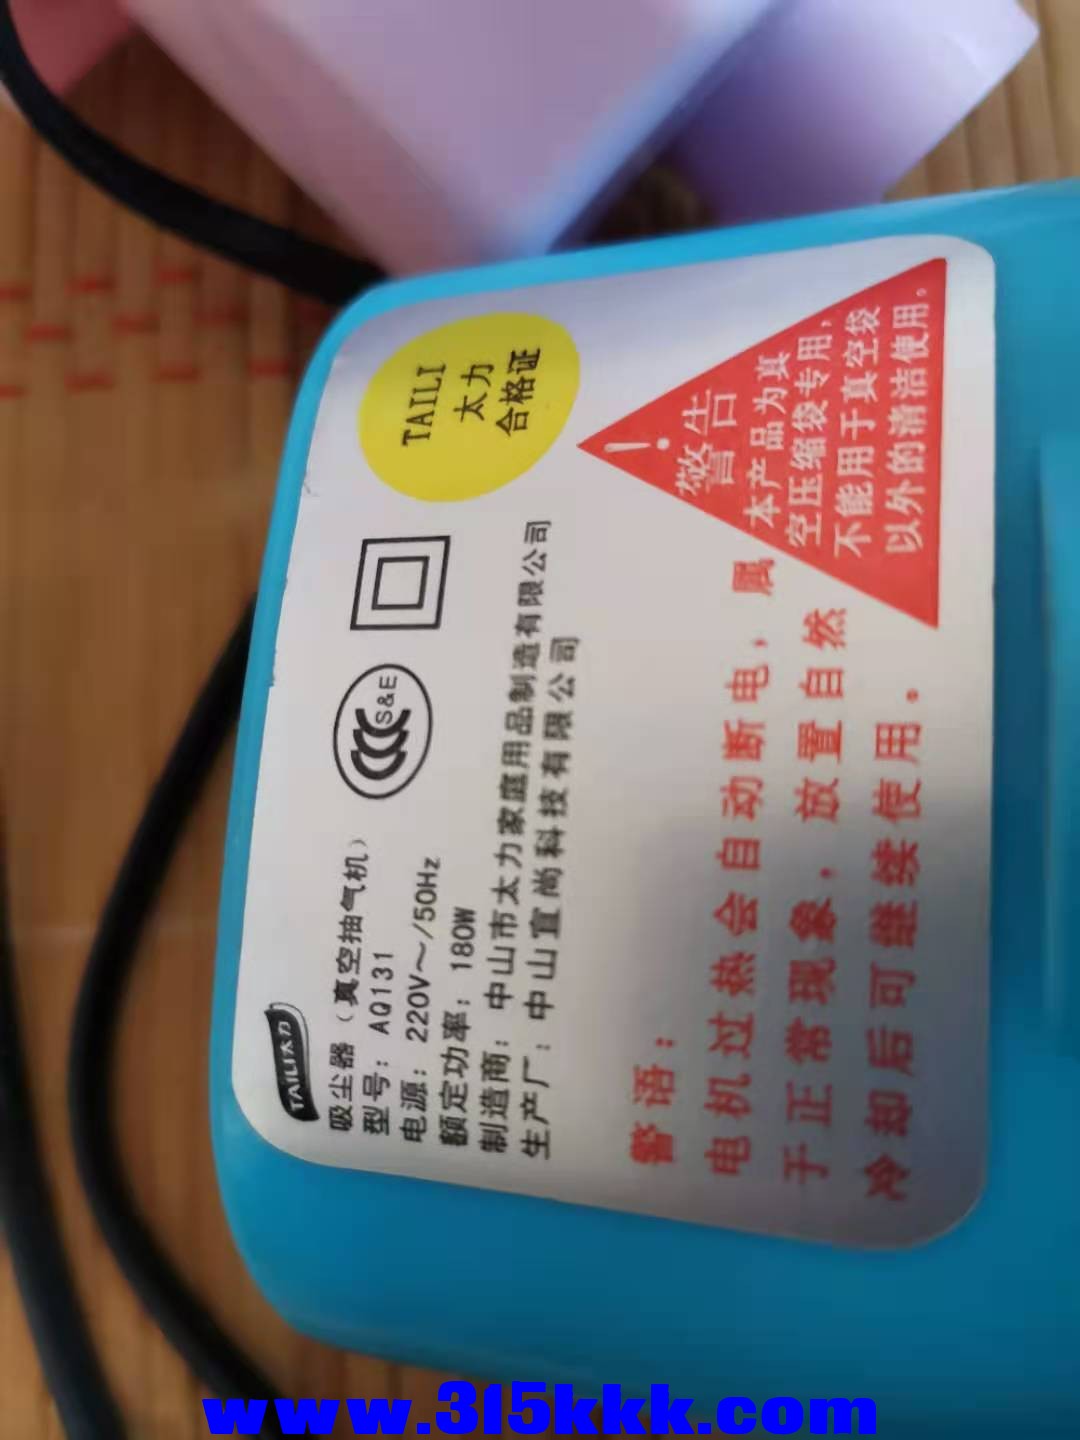 TAILI太力
吸尘器（真空抽气机）
型号：AQ131
电源：220V～/50Hz
额定功率：180W
制造商：中山市太力家庭用品制造有限公司
生产厂：中山宜尚科技有限公司
S&E
TAILI
太力
合格证
警语：
电机过热会自动断电，属
于正常现象，放置自然
冷却后可继续使用。
!
警告
本产品为真
空压缩袋专用，
不能用于真空袋
以外的清洁使用。
www.315kkk.com